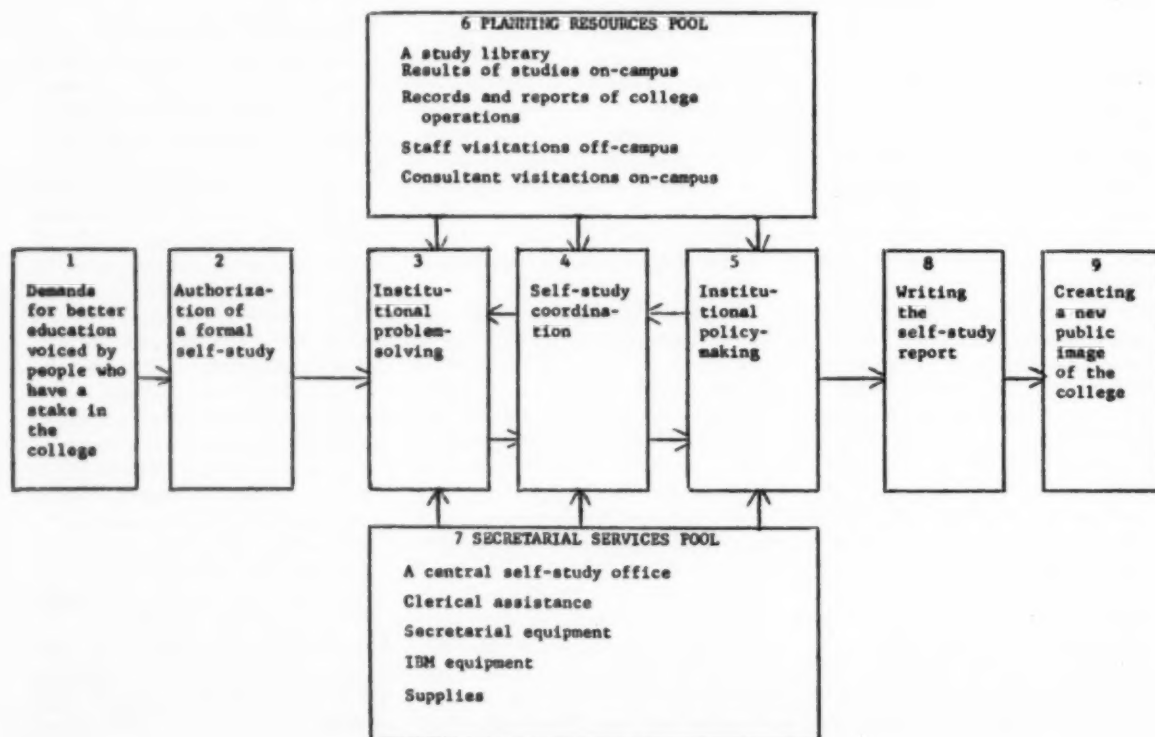 6 PLANNING RESOURCES POOL
A study library
Results of studies on-campus
Records and reports of college
operations
Staff visitations off-campus
Consultant visitations on-campus
1
Demands
for better
education
voiced by
people who
have a
stake in
the
college
2
Authoriza-
tion of
a formal
self-study
3
Institu-
tional
problem-
solving
4
Self-study
coordina-
tion
5
Institu-
tional
policy-
making
8
Writing
the
self-study
report
9
Creating
a new
public
image
of the
college
7 SECRETARIAL SERVICES POOL
A central self-study office
Clerical assistance
Secretarial equipment
IBM equipment
Supplies